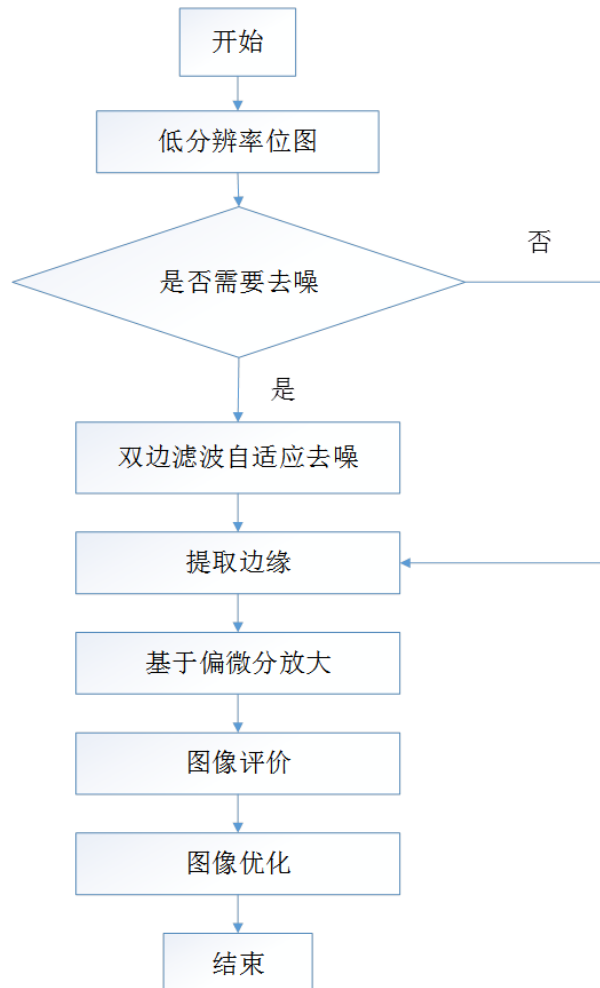 开始
低分辨率位图
是否需要去噪
否
是
双边滤波自适应去噪
提取边缘
基于偏微分放大
图像评价
图像优化
结束